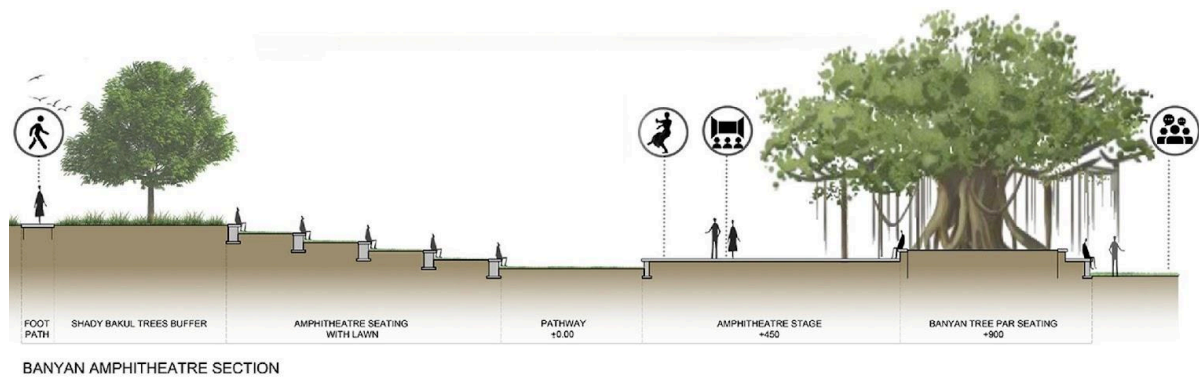 FOOT
PATH
SHADY BAKUL TREES BUFFER
AMPHITHEATRE SEATING
WITH LAWN
PATHWAY
±0.00
AMPHITHEATRE STAGE
+450
BANYAN TREE PAR SEATING
+900
BANYAN AMPHITHEATRE SECTION